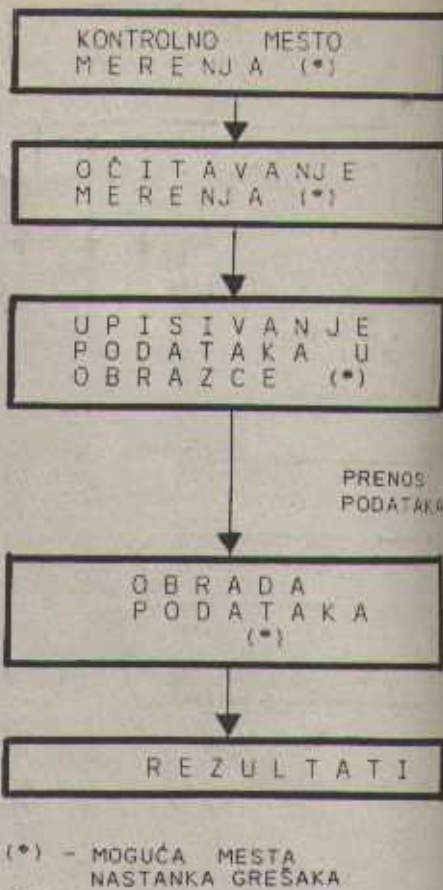 KONTROLNO MESTO
MERENJA (*)
OČITAVANJE
MERENJA (*)
UPISIVANJE
PODATAKA U
OBRAZCE (*)
PRENOS
PODATAKA
OBRADA
PODATAKA
(*)
REZULTATI
(*) - MOGUĆA MESTA
NASTANKA GREŠAKA